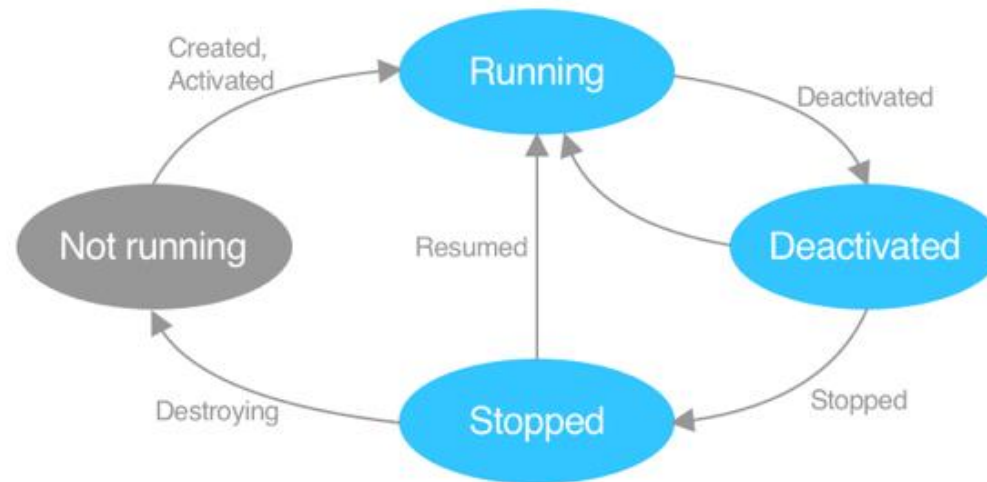 Created,
Activated
Running
Deactivated
Not running
Resumed
Deactivated
Destroying
Stopped
Stopped